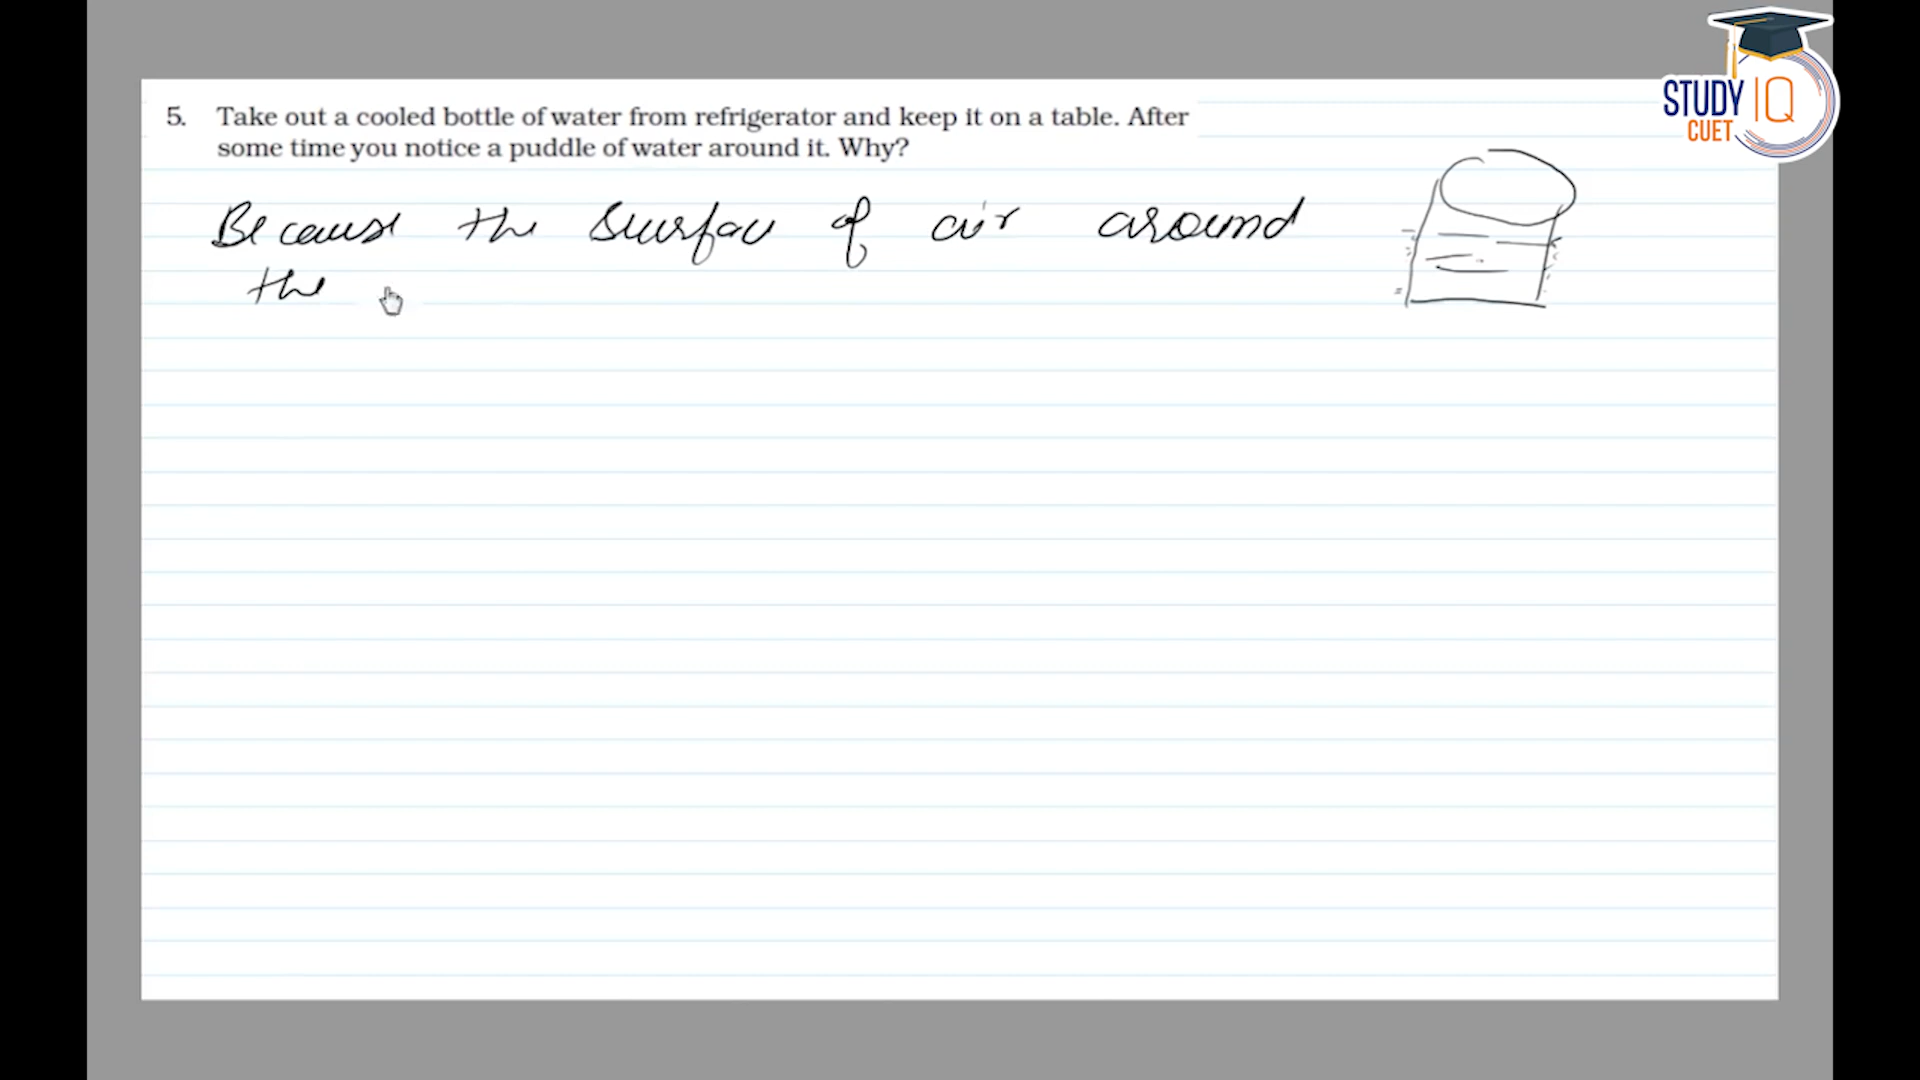 STUDY IQ
CUET
5. Take out a cooled bottle of water from refrigerator and keep it on a table. After
some time you notice a puddle of water around it. Why?
Because the surface of air around
the